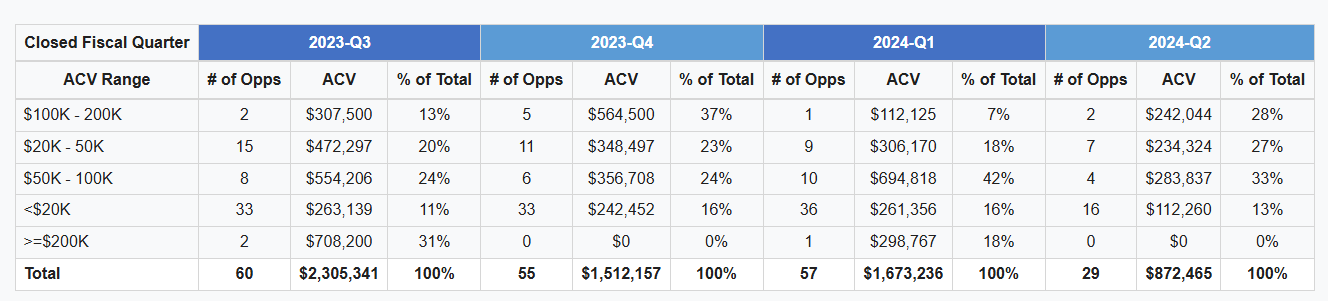 Closed Fiscal Quarter 2023-Q3 2023-Q4 2024-Q1 2024-Q2
ACV Range # of Opps ACV % of Total # of Opps ACV % of Total # of Opps ACV % of Total # of Opps ACV % of Total
$100K - 200K 2 $307,500 13% 5 $564,500 37% 1 $112,125 7% 2 $242,044 28%
$20K - 50K 15 $472,297 20% 11 $348,497 23% 9 $306,170 18% 7 $234,324 27%
$50K - 100K 8 $554,206 24% 6 $356,708 24% 10 $694,818 42% 4 $283,837 33%
<$20K 33 $263,139 11% 33 $242,452 16% 36 $261,356 16% 16 $112,260 13%
>=$200K 2 $708,200 31% 0 $0 0% 1 $298,767 18% 0 $0 0%
Total 60 $2,305,341 100% 55 $1,512,157 100% 57 $1,673,236 100% 29 $872,465 100%